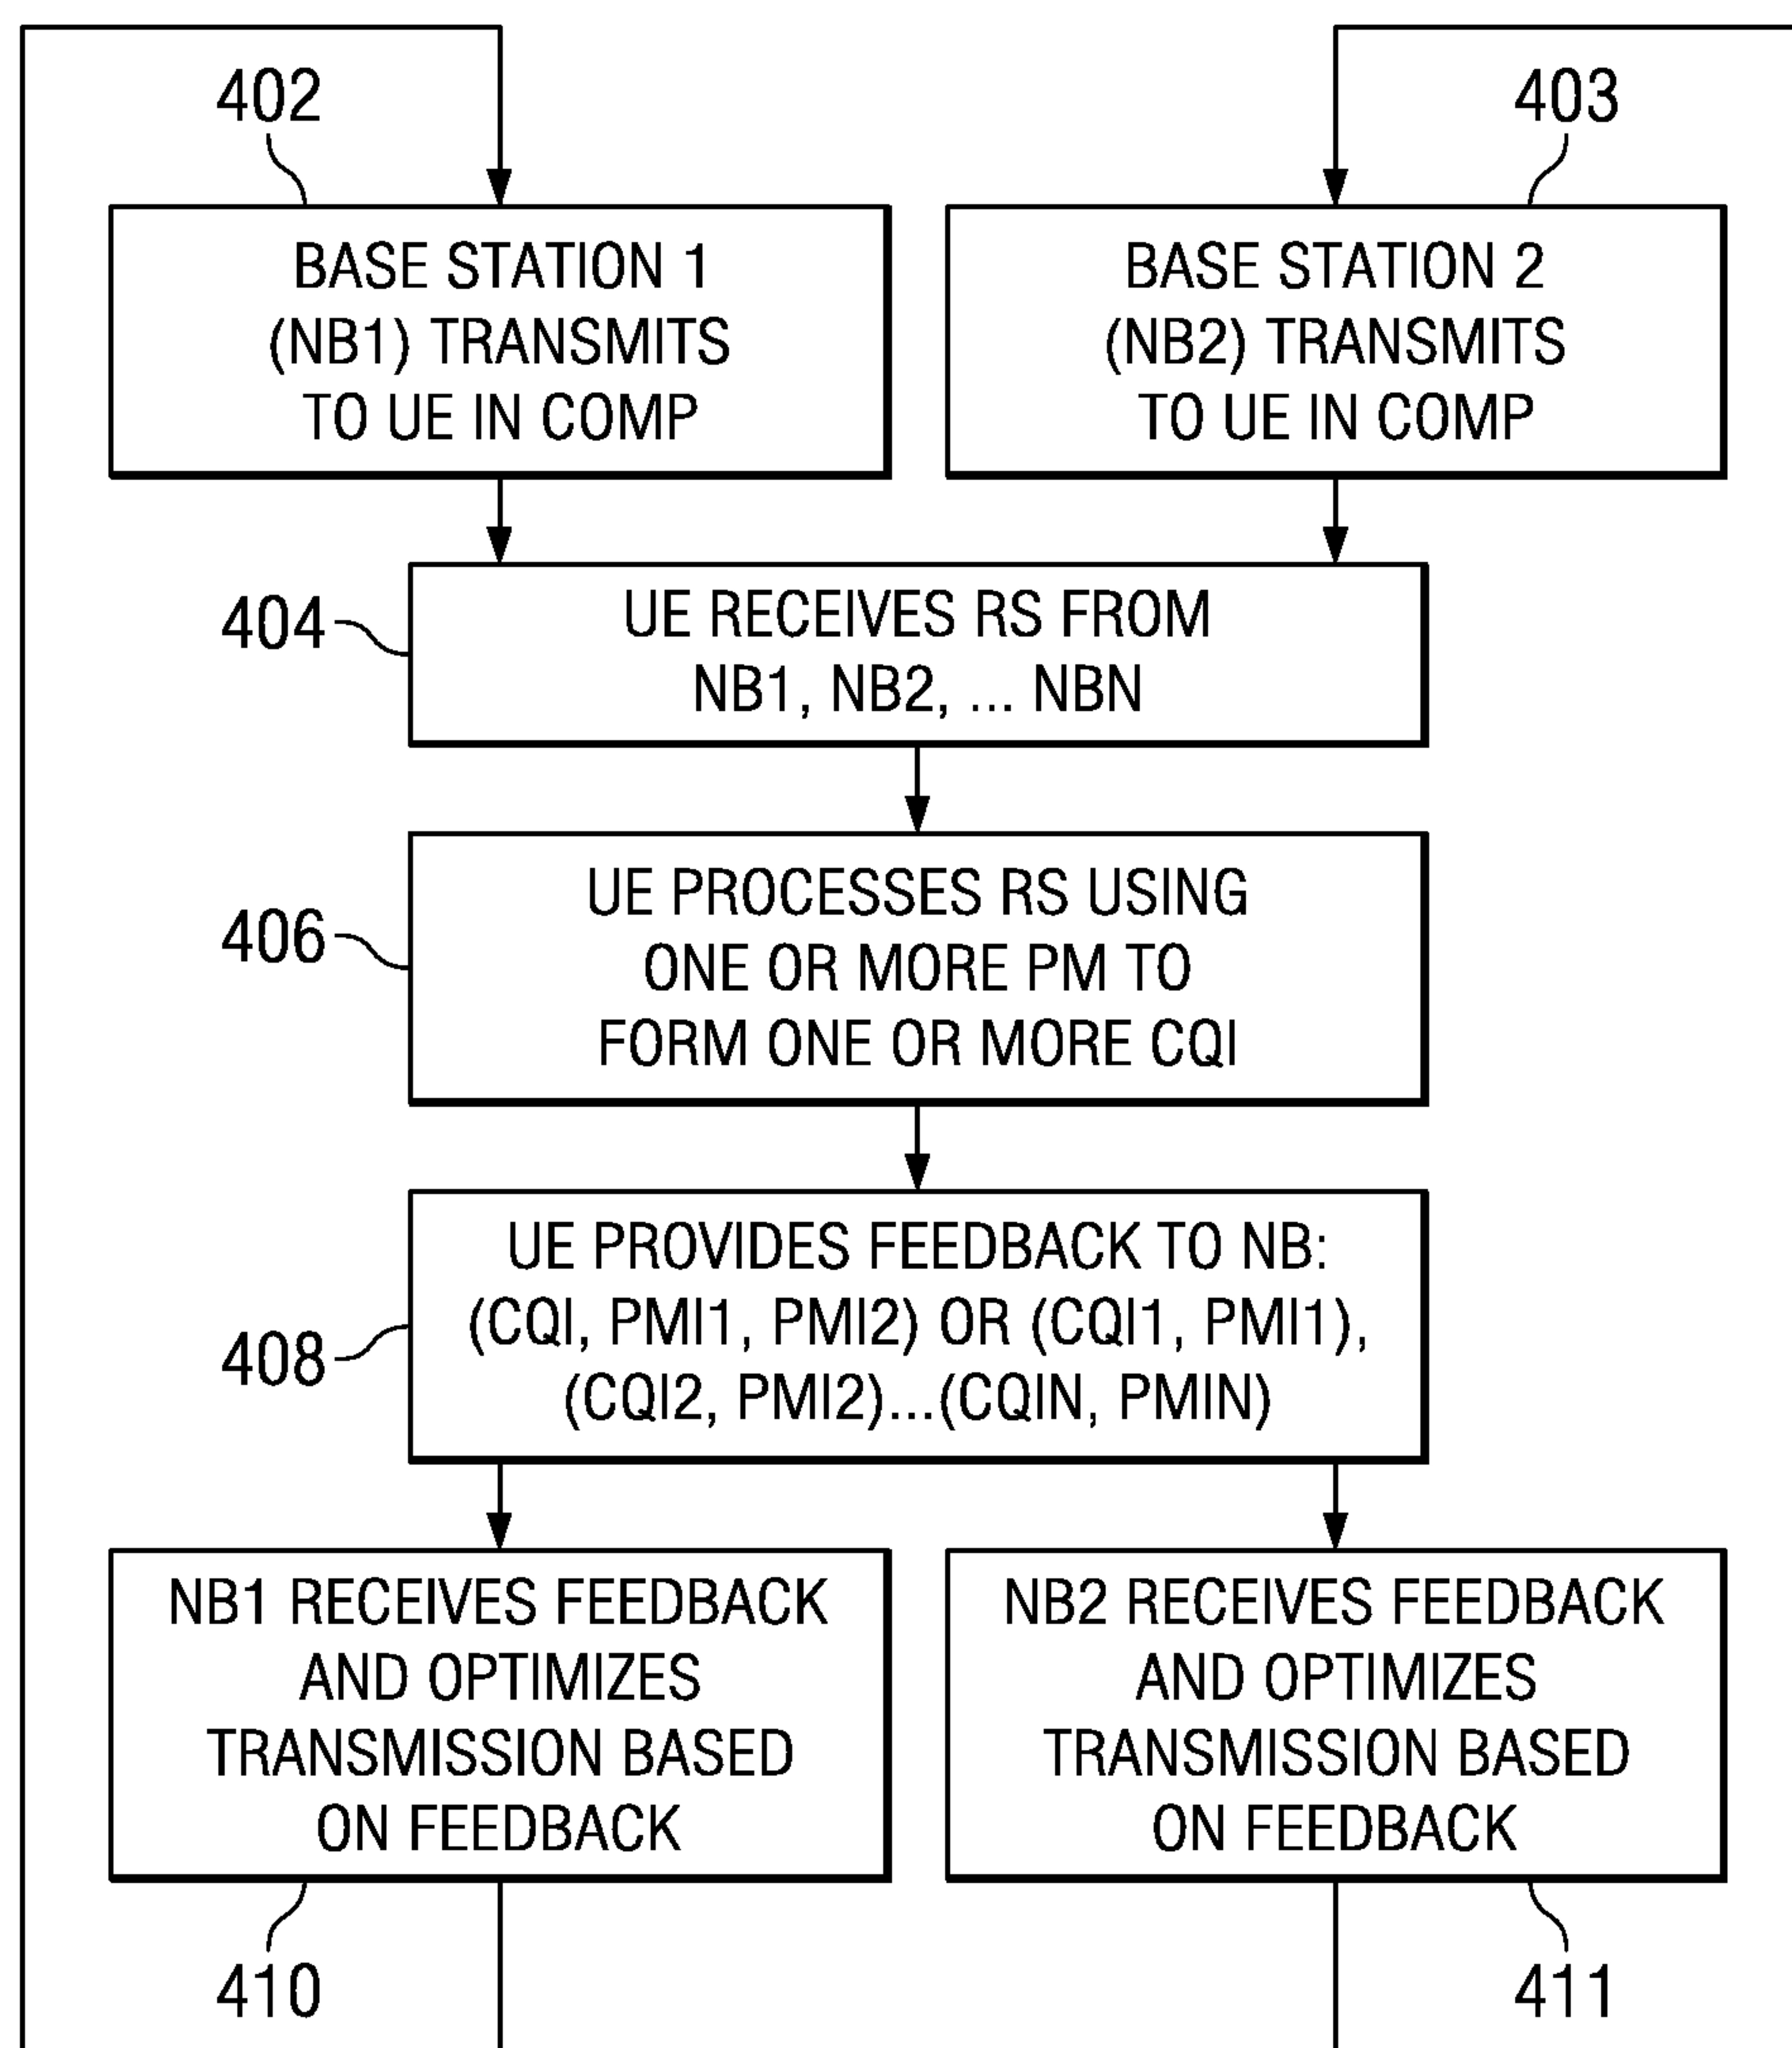 402
403
BASE STATION 1
(NB1) TRANSMITS
TO UE IN COMP
BASE STATION 2
(NB2) TRANSMITS
TO UE IN COMP
404
UE RECEIVES RS FROM
NB1, NB2, ... NBN
406
UE PROCESSES RS USING
ONE OR MORE PM TO
FORM ONE OR MORE CQI
408
UE PROVIDES FEEDBACK TO NB:
(CQI, PMI1, PMI2) OR (CQI1, PMI1),
(CQI2, PMI2)...(CQIN, PMIN)
NB1 RECEIVES FEEDBACK
AND OPTIMIZES
TRANSMISSION BASED
ON FEEDBACK
NB2 RECEIVES FEEDBACK
AND OPTIMIZES
TRANSMISSION BASED
ON FEEDBACK
410
411